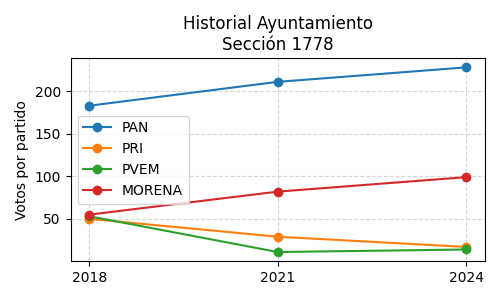 Historial Ayuntamiento
Sección 1778
Votos por partido
200
150
100
50
PAN
PRI
PVEM
MORENA
2018
2021
2024